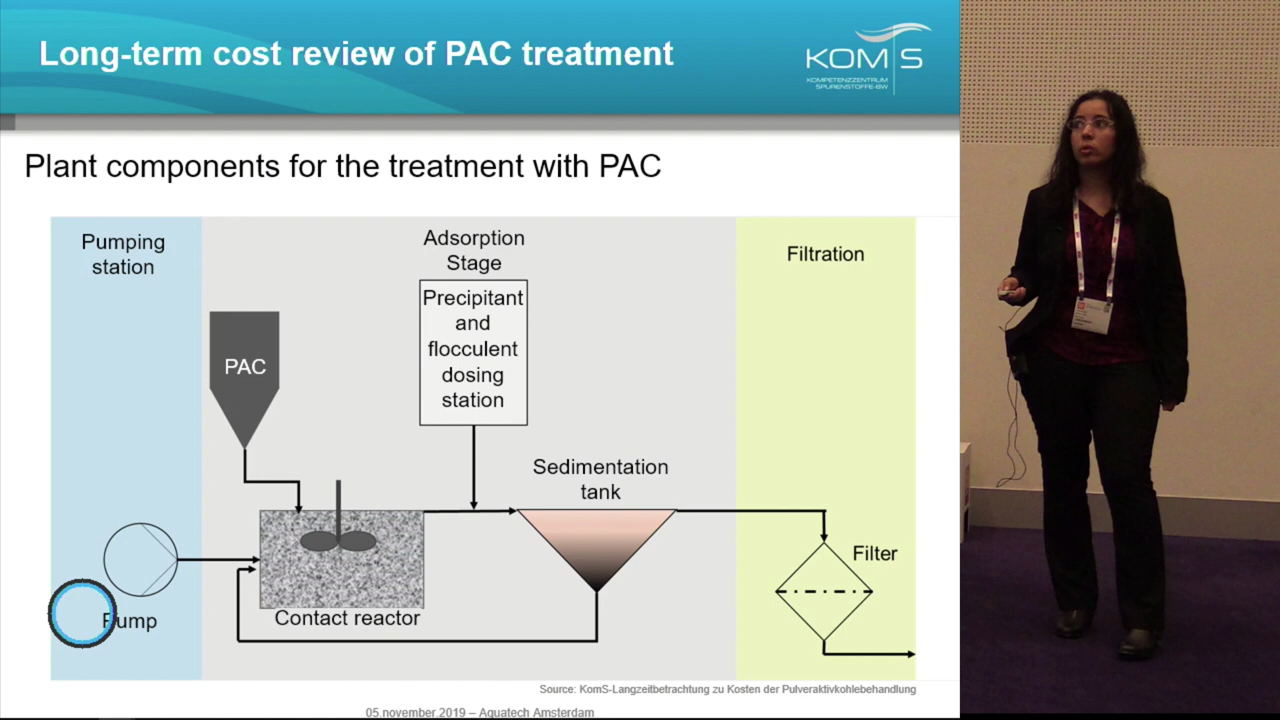 Long-term cost review of PAC treatment
KOMS
KOMPETENZZENTRUM
SPURENSTOFFE-BW
Plant components for the treatment with PAC
Pumping
station
Adsorption
Stage
Filtration
Precipitant
and
flocculent
dosing
station
PAC
Sedimentation
tank
Filter
Pump
Contact reactor
Source: KomS-Langzeitbetrachtung zu Kosten der Pulveraktivkohlebehandlung
05.november.2019 – Aquatech Amsterdam